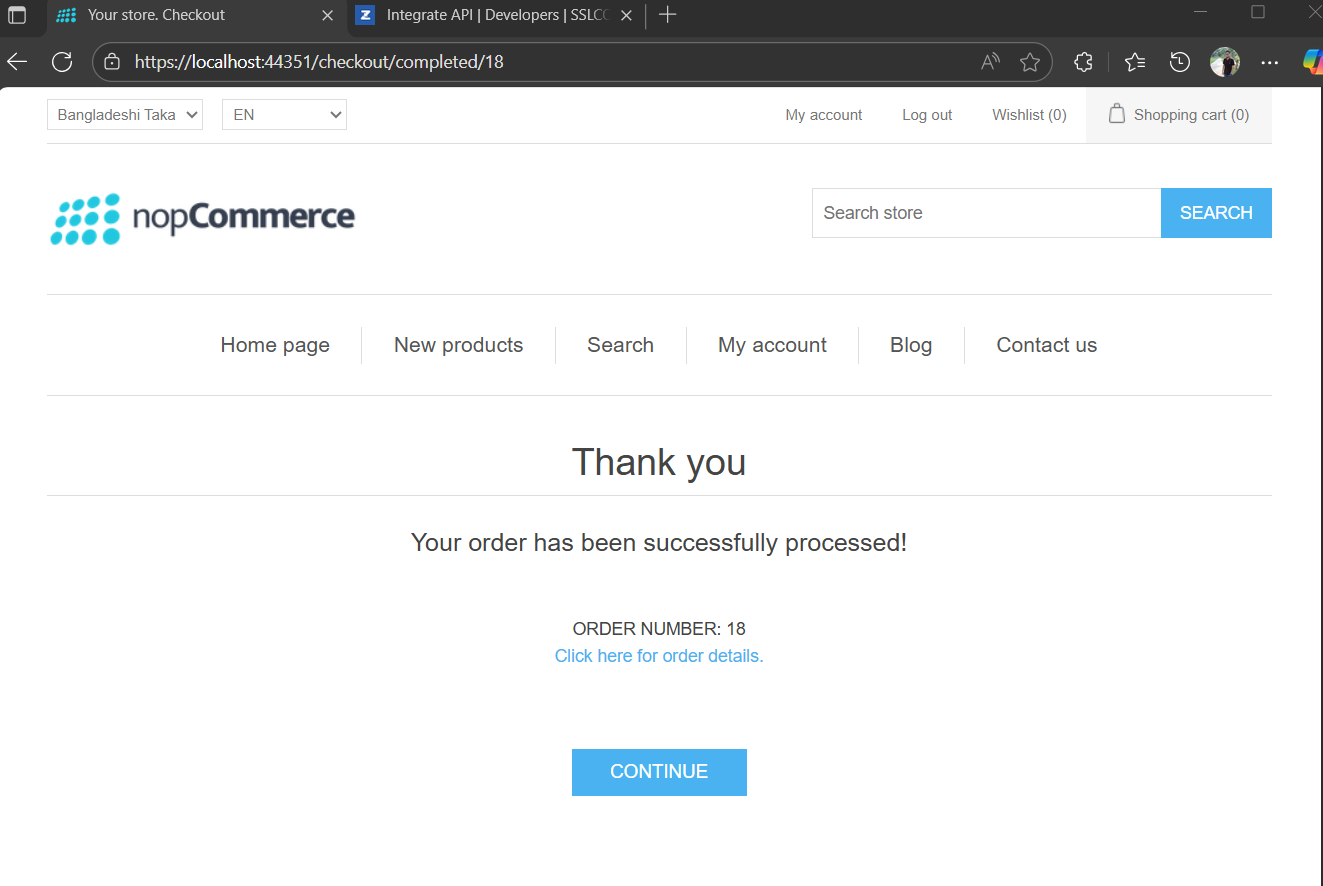 Your store. Checkout
Integrate API | Developers | SSLCO
https://localhost:44351/checkout/completed/18
Bangladeshi Taka
EN
My account
Log out
Wishlist (0)
Shopping cart (0)
nopCommerce
Search store
SEARCH
Home page
New products
Search
My account
Blog
Contact us
Thank you
Your order has been successfully processed!
ORDER NUMBER: 18
Click here for order details.
CONTINUE